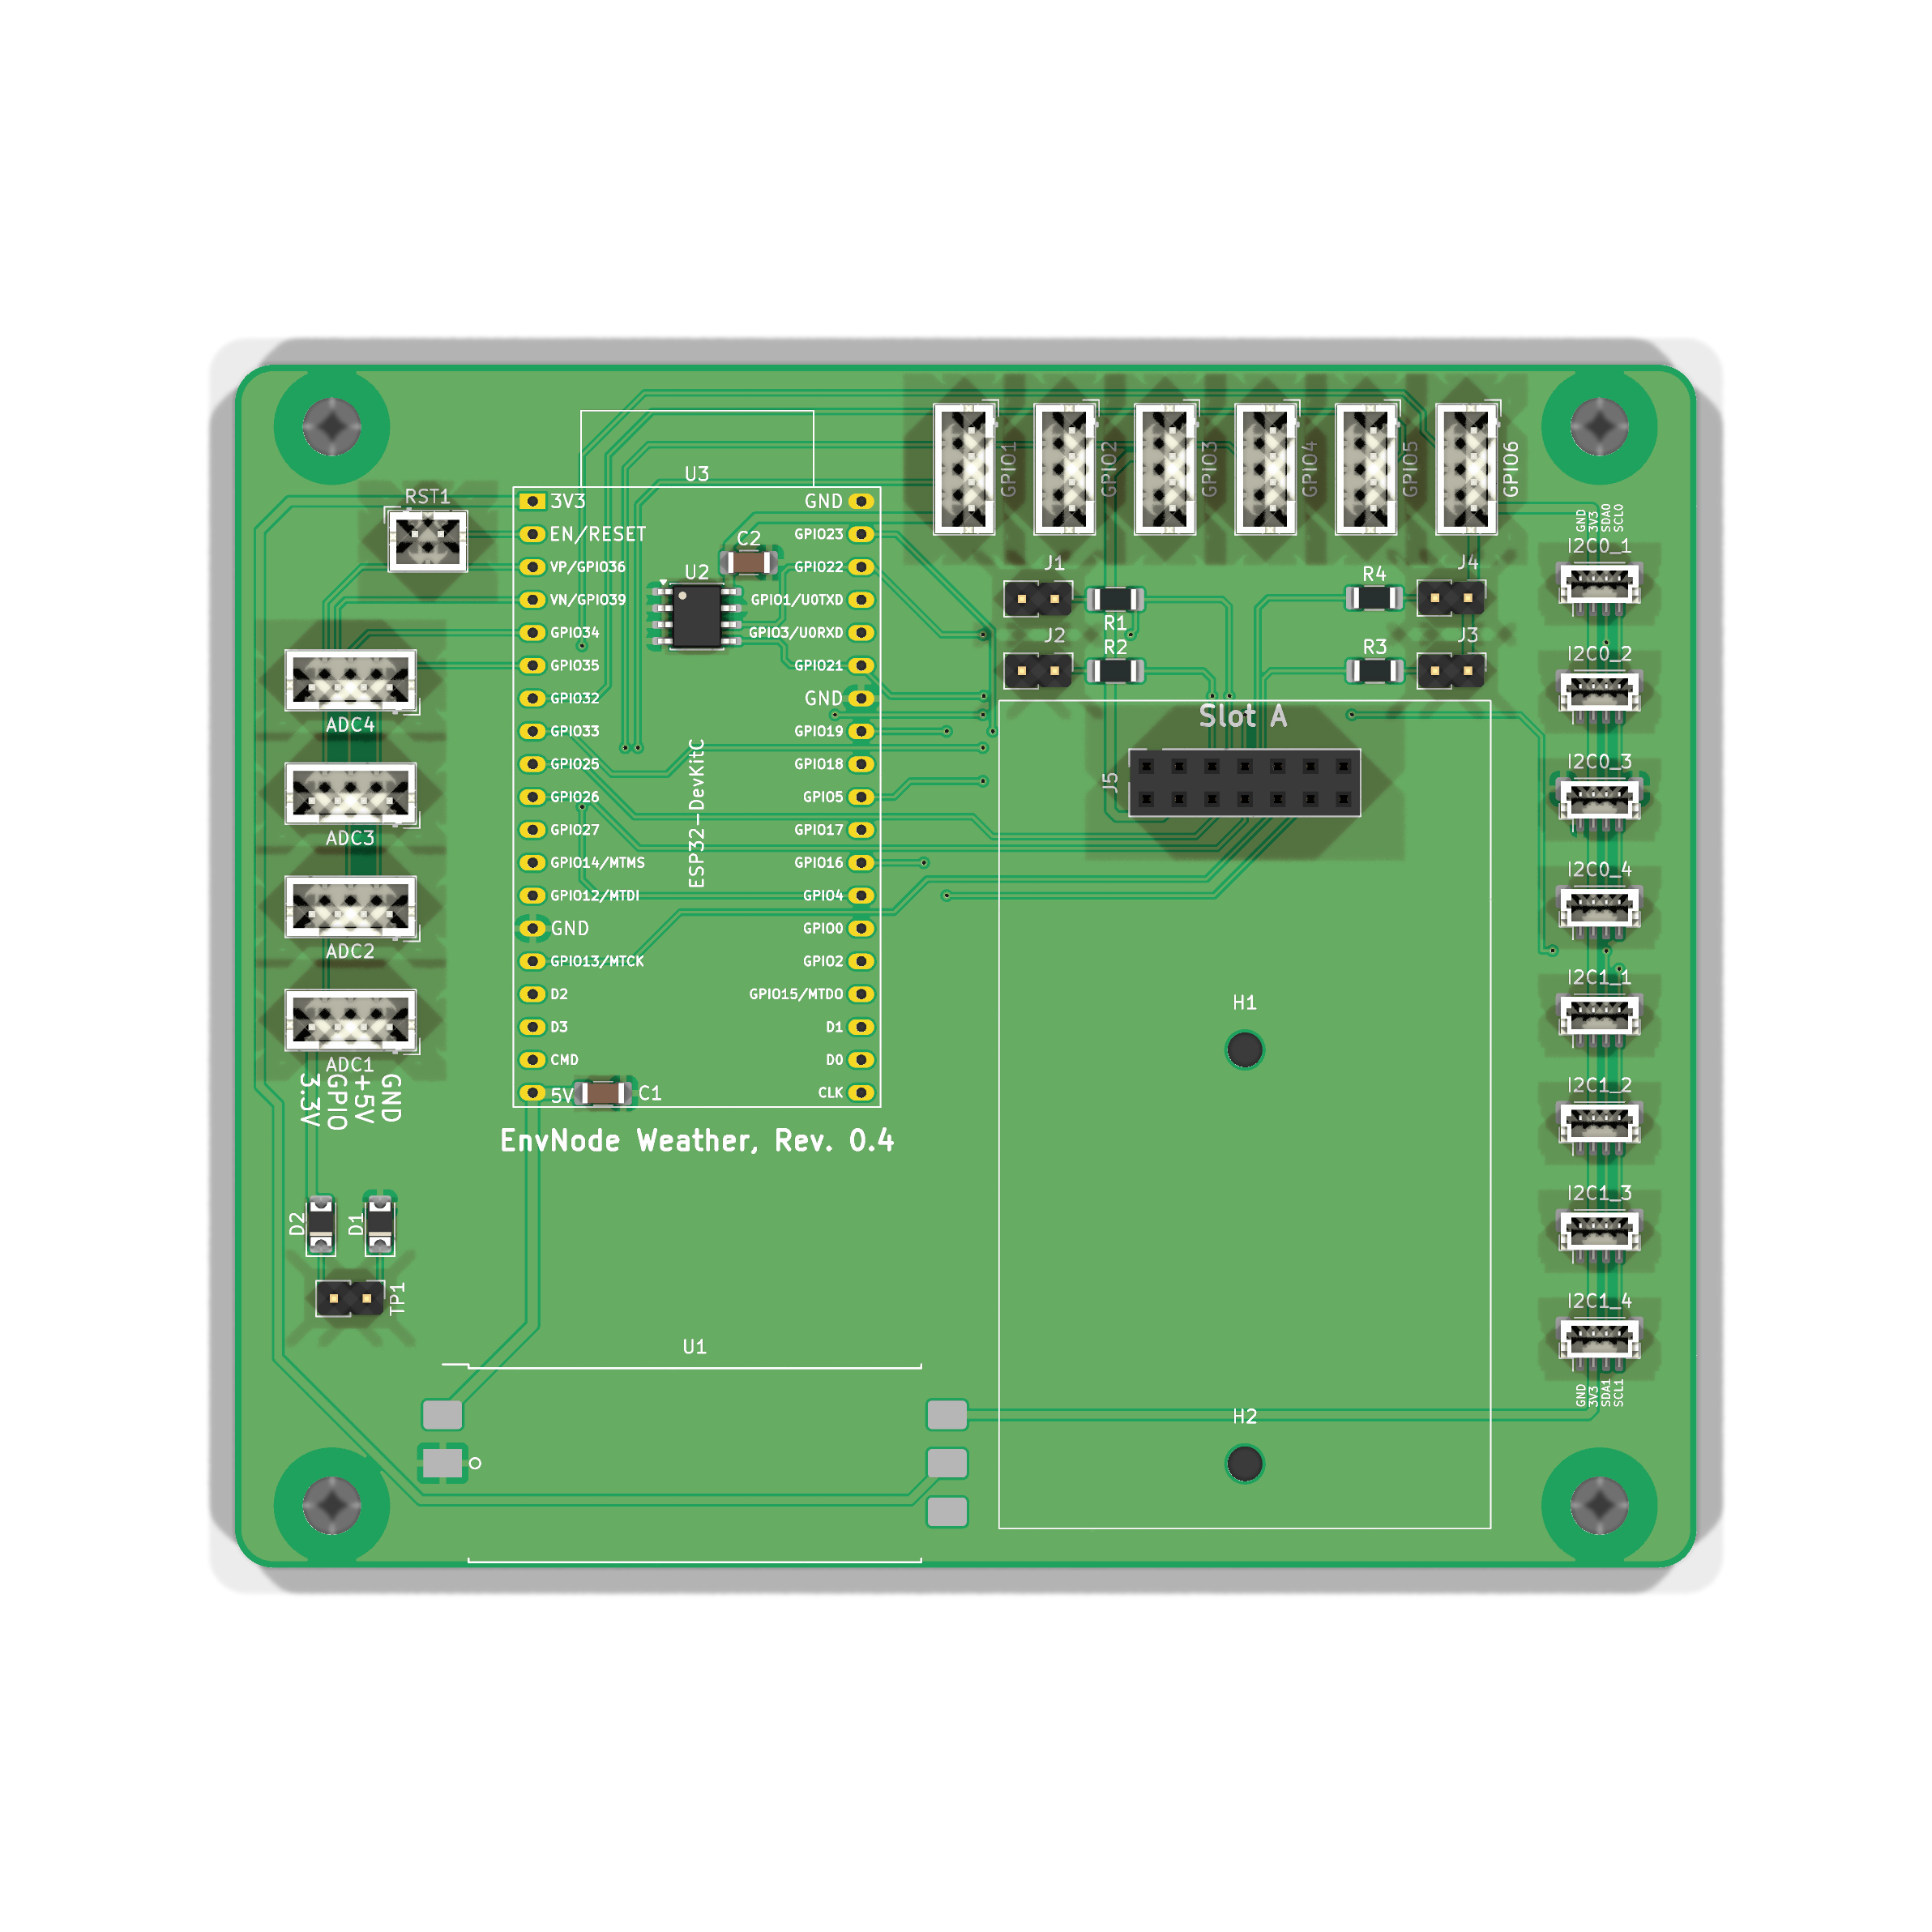 RST1
U3
3V3
EN/RESET
VP/GPIO36
VN/GPIO39
GPIO34
GPIO35
GPIO32
GPIO33
GPIO25
GPIO26
GPIO27
GPIO14/MTMS
GPIO12/MTDI
GND
GPIO13/MTCK
D2
D3
CMD
5V
C1
C2
U2
ESP32-DevKitC
GND
GPIO23
GPIO22
GPIO1/U0TXD
GPIO3/U0RXD
GPIO21
GND
GPIO19
GPIO18
GPIO5
GPIO17
GPIO16
GPIO4
GPIO0
GPIO2
GPIO15/MTDO
D1
D0
CLK
EnvNode Weather, Rev. 0.4
GPIO1
GPIO2
GPIO3
GPIO4
GPIO5
GPIO6
J1
R1
J2
R2
R4
J4
R3
J3
Slot A
J5
H1
H2
GND
3V3
SDA0
SCL0
I2C0_1
I2C0_2
I2C0_3
I2C0_4
I2C1_1
I2C1_2
I2C1_3
I2C1_4
GND
3V3
SDA1
SCL1
ADC4
ADC3
ADC2
ADC1
3.3V
GPIO
+5V
GND
D2
D1
TP1
U1